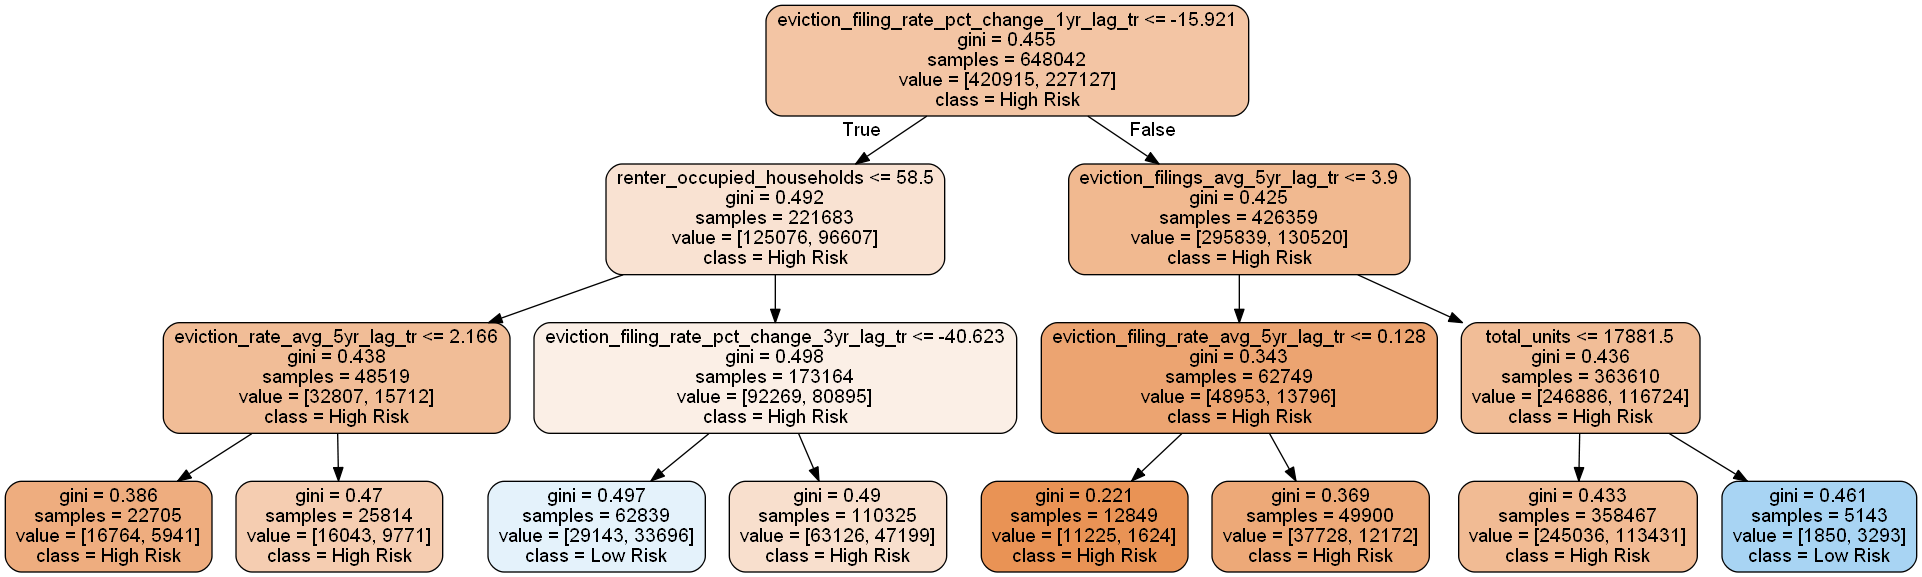 eviction_filing_rate_pct_change_1yr_lag_tr <= -15.921
gini = 0.455
samples = 648042
value = [420915, 227127]
class = High Risk
True
False
renter_occupied_households <= 58.5
gini = 0.492
samples = 221683
value = [125076, 96607]
class = High Risk
eviction_filings_avg_5yr_lag_tr <= 3.9
gini = 0.425
samples = 426359
value = [295839, 130520]
class = High Risk
eviction_rate_avg_5yr_lag_tr <= 2.166
gini = 0.438
samples = 48519
value = [32807, 15712]
class = High Risk
eviction_filing_rate_pct_change_3yr_lag_tr <= -40.623
gini = 0.498
samples = 173164
value = [92269, 80895]
class = High Risk
eviction_filing_rate_avg_5yr_lag_tr <= 0.128
gini = 0.343
samples = 62749
value = [48953, 13796]
class = High Risk
total_units <= 17881.5
gini = 0.436
samples = 363610
value = [246886, 116724]
class = High Risk
gini = 0.386
samples = 22705
value = [16764, 5941]
class = High Risk
gini = 0.47
samples = 25814
value = [16043, 9771]
class = High Risk
gini = 0.497
samples = 62839
value = [29143, 33696]
class = Low Risk
gini = 0.49
samples = 110325
value = [63126, 47199]
class = High Risk
gini = 0.221
samples = 12849
value = [11225, 1624]
class = High Risk
gini = 0.369
samples = 49900
value = [37728, 12172]
class = High Risk
gini = 0.433
samples = 358467
value = [245036, 113431]
class = High Risk
gini = 0.461
samples = 5143
value = [1850, 3293]
class = Low Risk